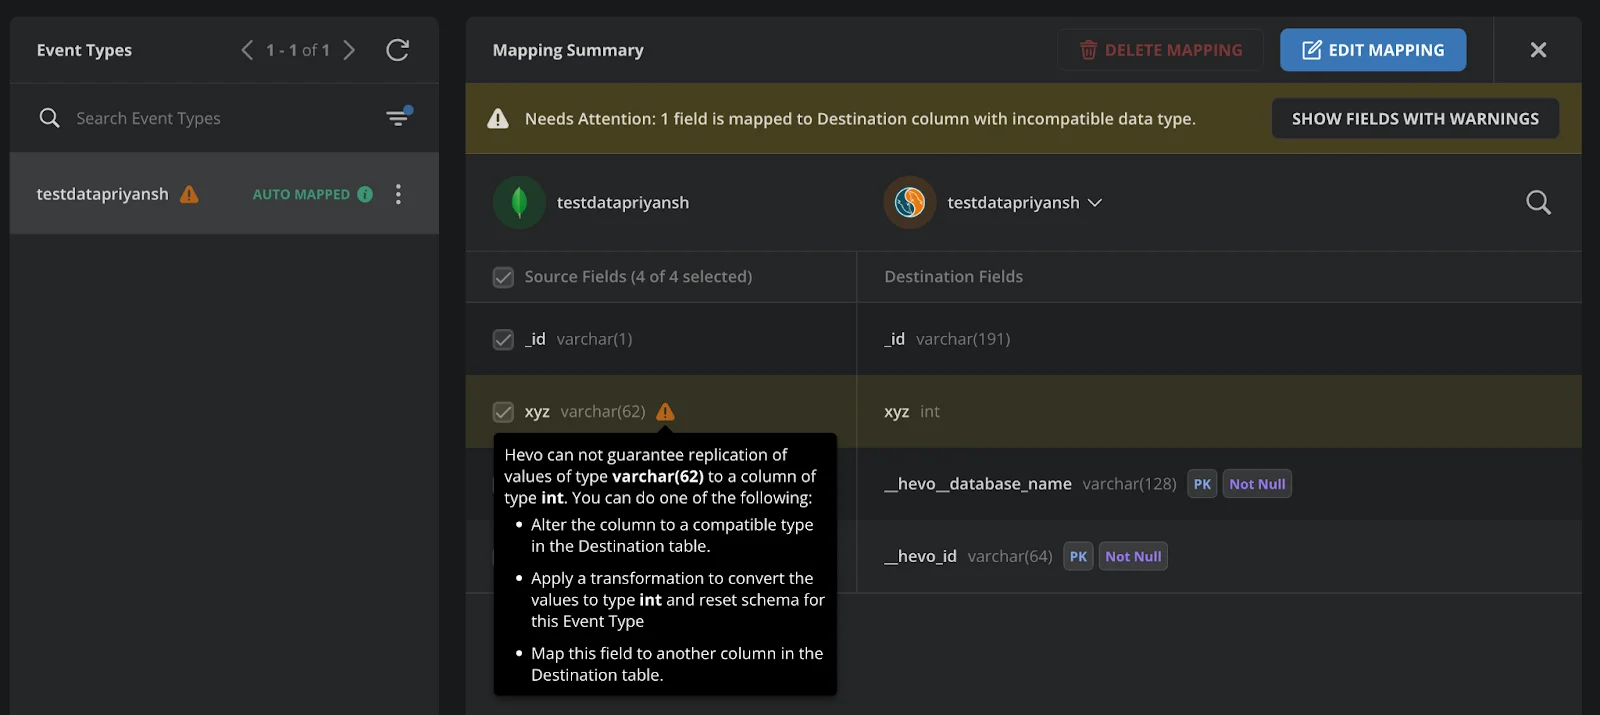 Event Types
1 - 1 of 1
Search Event Types
testdatapriyansh
AUTO MAPPED
Mapping Summary
DELETE MAPPING
EDIT MAPPING
Needs Attention: 1 field is mapped to Destination column with incompatible data type.
SHOW FIELDS WITH WARNINGS
testdatapriyansh
testdatapriyansh
Source Fields (4 of 4 selected)
Destination Fields
_id varchar(1)
_id varchar(191)
xyz varchar(62)
xyz int
Hevo can not guarantee replication of
values of type varchar(62) to a column of
type int. You can do one of the following:
• Alter the column to a compatible type
in the Destination table.
• Apply a transformation to convert the
values to type int and reset schema for
this Event Type
• Map this field to another column in the
Destination table.
__hevo__database_name varchar(128) PK Not Null
__hevo_id varchar(64) PK Not Null